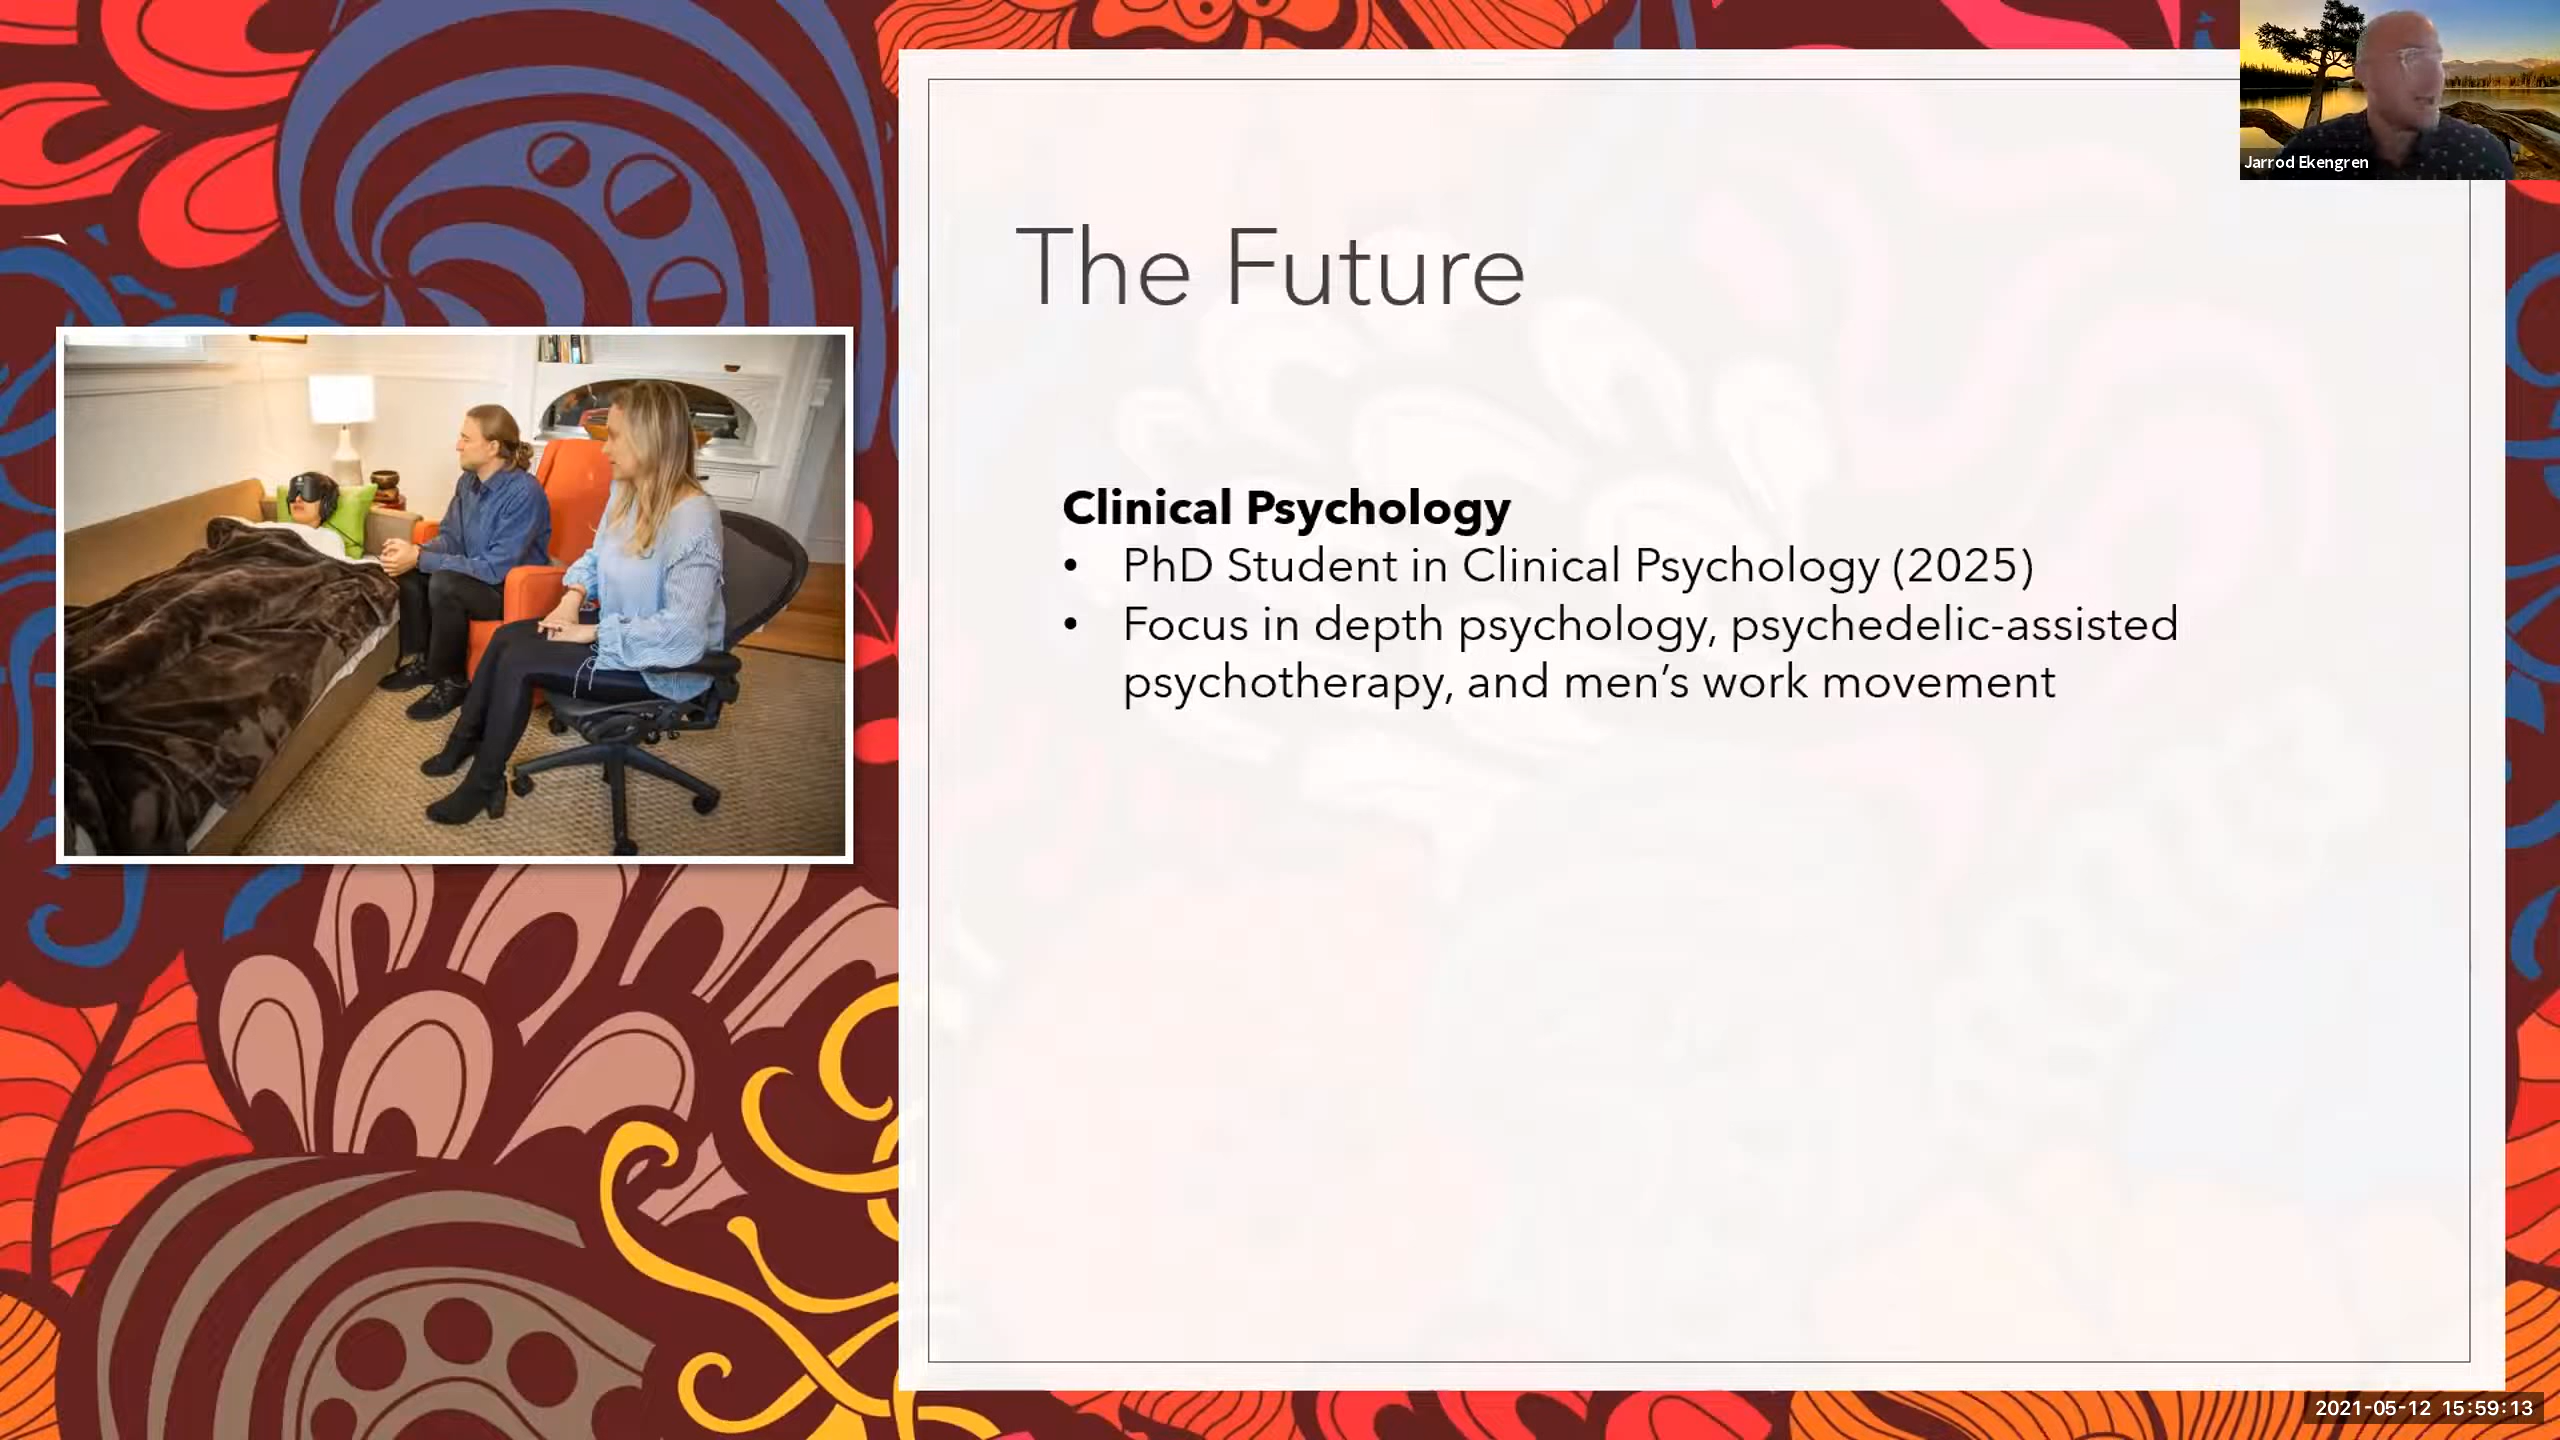 Jarrod Ekengren
The Future
Clinical Psychology
• PhD Student in Clinical Psychology (2025)
• Focus in depth psychology, psychedelic-assisted
psychotherapy, and men’s work movement
2021-05-12 15:59:13